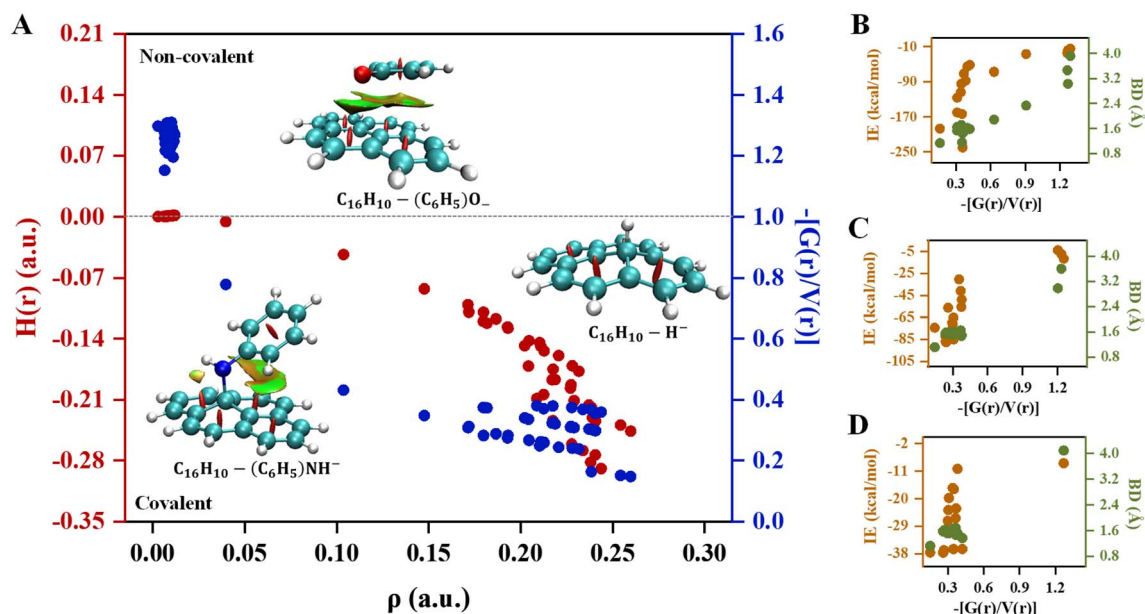 A
H(r) (a.u.)
0.21
0.14
0.07
0.00
-0.07
-0.14
-0.21
-0.28
-0.35
Non-covalent
C₁₆H₁₀ − (C₆H₅)O_
C₁₆H₁₀ − H⁻
C₁₆H₁₀ − (C₆H₅)NH⁻
Covalent
0.00 0.05 0.10 0.15 0.20 0.25 0.30
ρ (a.u.)
1.6
1.4
1.2
1.0
0.8
0.6
0.4
0.2
0.0
-[G(r)/V(r)]
B
IE (kcal/mol)
-10
-90
-170
-250
4.0
3.2
2.4
1.6
0.8
BD (Å)
0.3 0.6 0.9 1.2
-[G(r)/V(r)]
C
IE (kcal/mol)
-5
-25
-45
-65
-85
-105
4.0
3.2
2.4
1.6
0.8
BD (Å)
0.3 0.6 0.9 1.2
-[G(r)/V(r)]
D
IE (kcal/mol)
-2
-11
-20
-29
-38
4.0
3.2
2.4
1.6
0.8
BD (Å)
0.3 0.6 0.9 1.2
-[G(r)/V(r)]